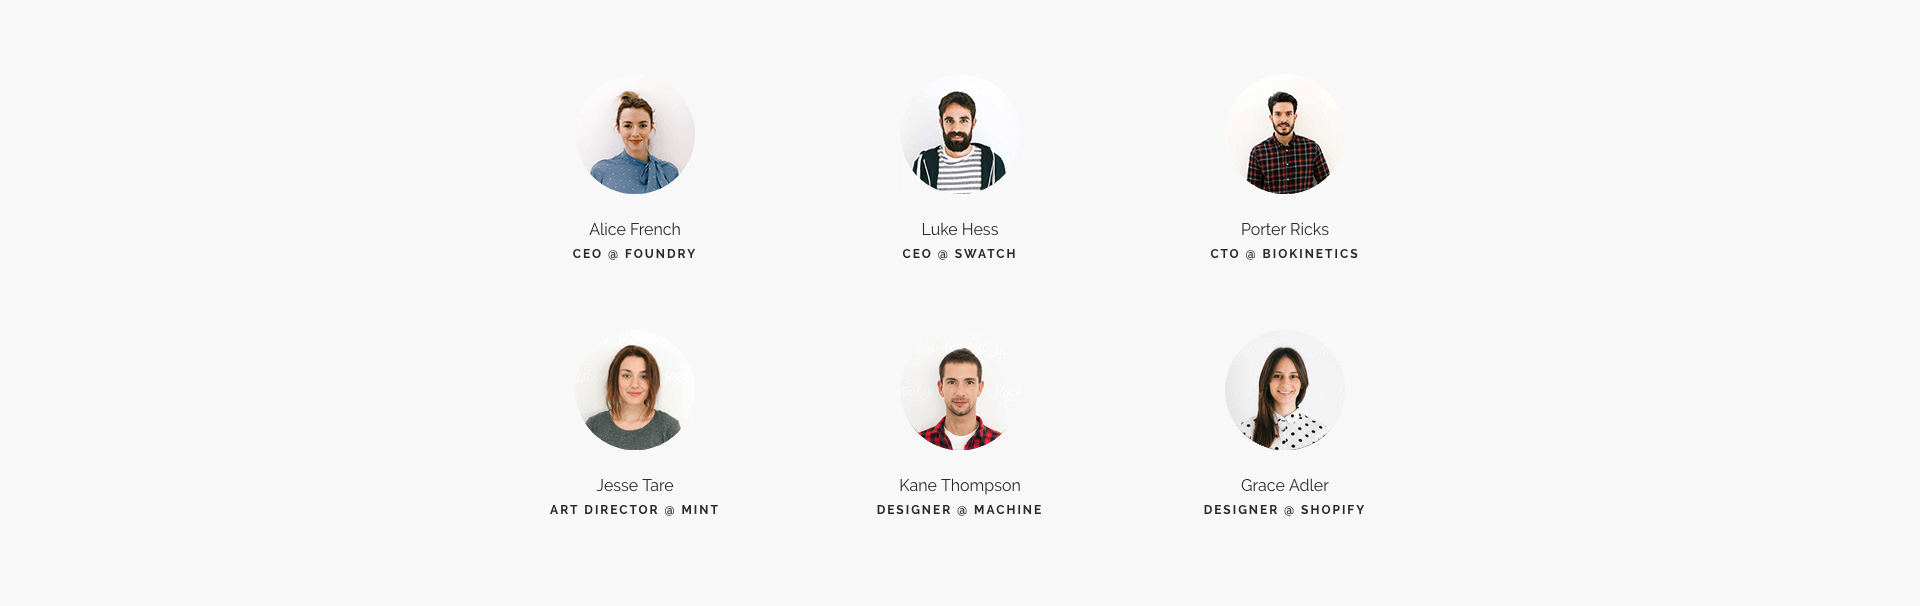 Alice French
CEO @ FOUNDRY
Luke Hess
CEO @ SWATCH
Porter Ricks
CTO @ BIOKINETICS
Jesse Tare
ART DIRECTOR @ MINT
Kane Thompson
DESIGNER @ MACHINE
Grace Adler
DESIGNER @ SHOPIFY